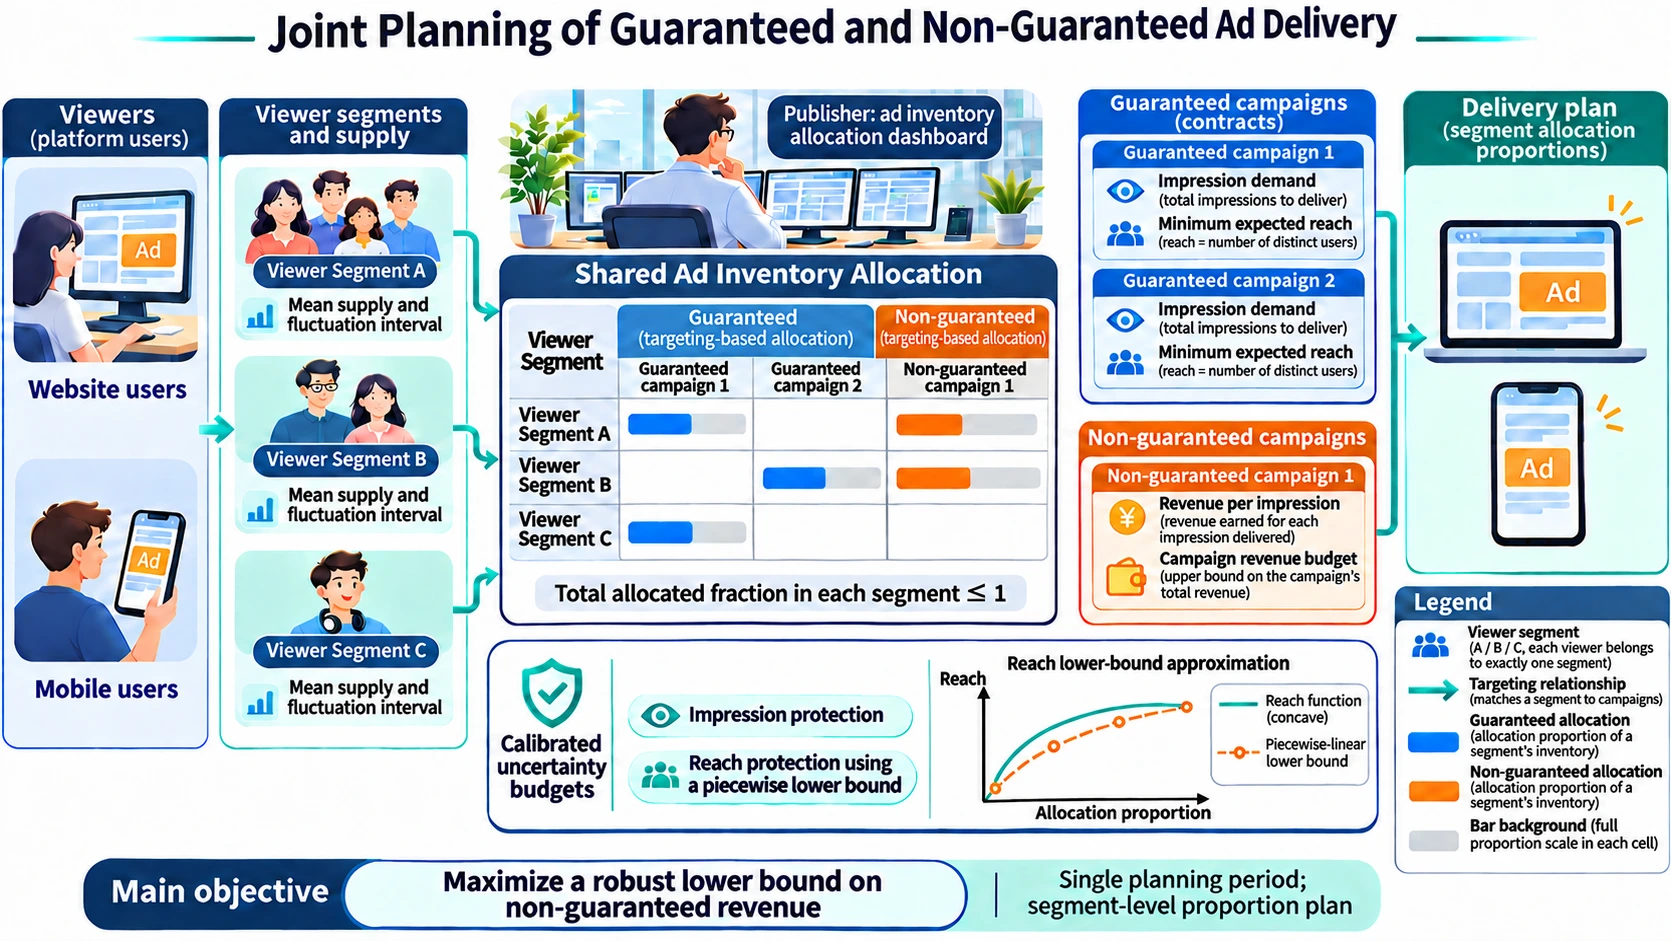 Joint Planning of Guaranteed and Non-Guaranteed Ad Delivery
Viewers
(platform users)
Ad
Website users
Ad
Mobile users
Viewer segments
and supply
Viewer Segment A
Mean supply and
fluctuation interval
Viewer Segment B
Mean supply and
fluctuation interval
Viewer Segment C
Mean supply and
fluctuation interval
Publisher: ad inventory
allocation dashboard
Shared Ad Inventory Allocation
Viewer
Segment
Guaranteed
(targeting-based allocation)
Non-guaranteed
(targeting-based allocation)
Guaranteed
campaign 1
Guaranteed
campaign 2
Non-guaranteed
campaign 1
Viewer
Segment A
Viewer
Segment B
Viewer
Segment C
Total allocated fraction in each segment ≤ 1
Guaranteed campaigns
(contracts)
Guaranteed campaign 1
Impression demand
(total impressions to deliver)
Minimum expected reach
(reach = number of distinct users)
Guaranteed campaign 2
Impression demand
(total impressions to deliver)
Minimum expected reach
(reach = number of distinct users)
Non-guaranteed campaigns
Non-guaranteed campaign 1
¥
Revenue per impression
(revenue earned for each
impression delivered)
Campaign revenue budget
(upper bound on the campaign's
total revenue)
Delivery plan
(segment allocation
proportions)
Ad
Ad
Legend
Viewer segment
(A / B / C, each viewer belongs
to exactly one segment)
Targeting relationship
(matches a segment to campaigns)
Guaranteed allocation
(allocation proportion of a
segment's inventory)
Non-guaranteed allocation
(allocation proportion of a
segment's inventory)
Bar background (full
proportion scale in each cell)
Calibrated
uncertainty
budgets
Impression protection
Reach protection using
a piecewise lower bound
Reach lower-bound approximation
Reach
Allocation proportion
Reach function
(concave)
Piecewise-linear
lower bound
Main objective
Maximize a robust lower bound on
non-guaranteed revenue
Single planning period;
segment-level proportion plan